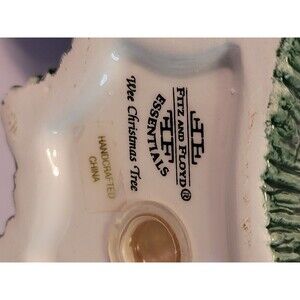 FITZ AND FLOYD®
ESSENTIALS
Wee Christmas Tree
HANDCRAFTED
CHINA